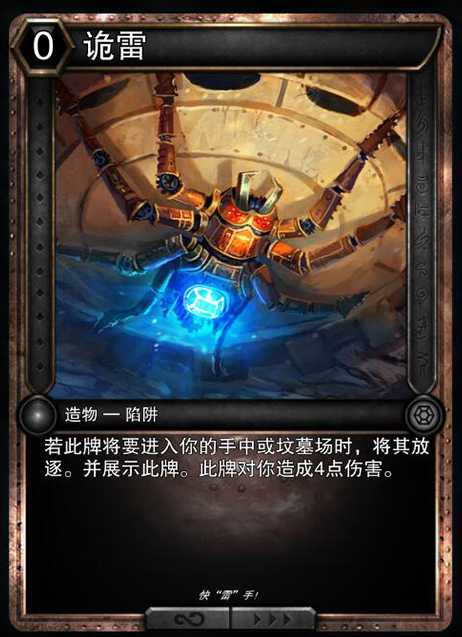 0 诡雷
造物 — 陷阱
若此牌将要进入你的手中或坟墓场时，将其放
逐。并展示此牌。此牌对你造成4点伤害。
快“雷”手！